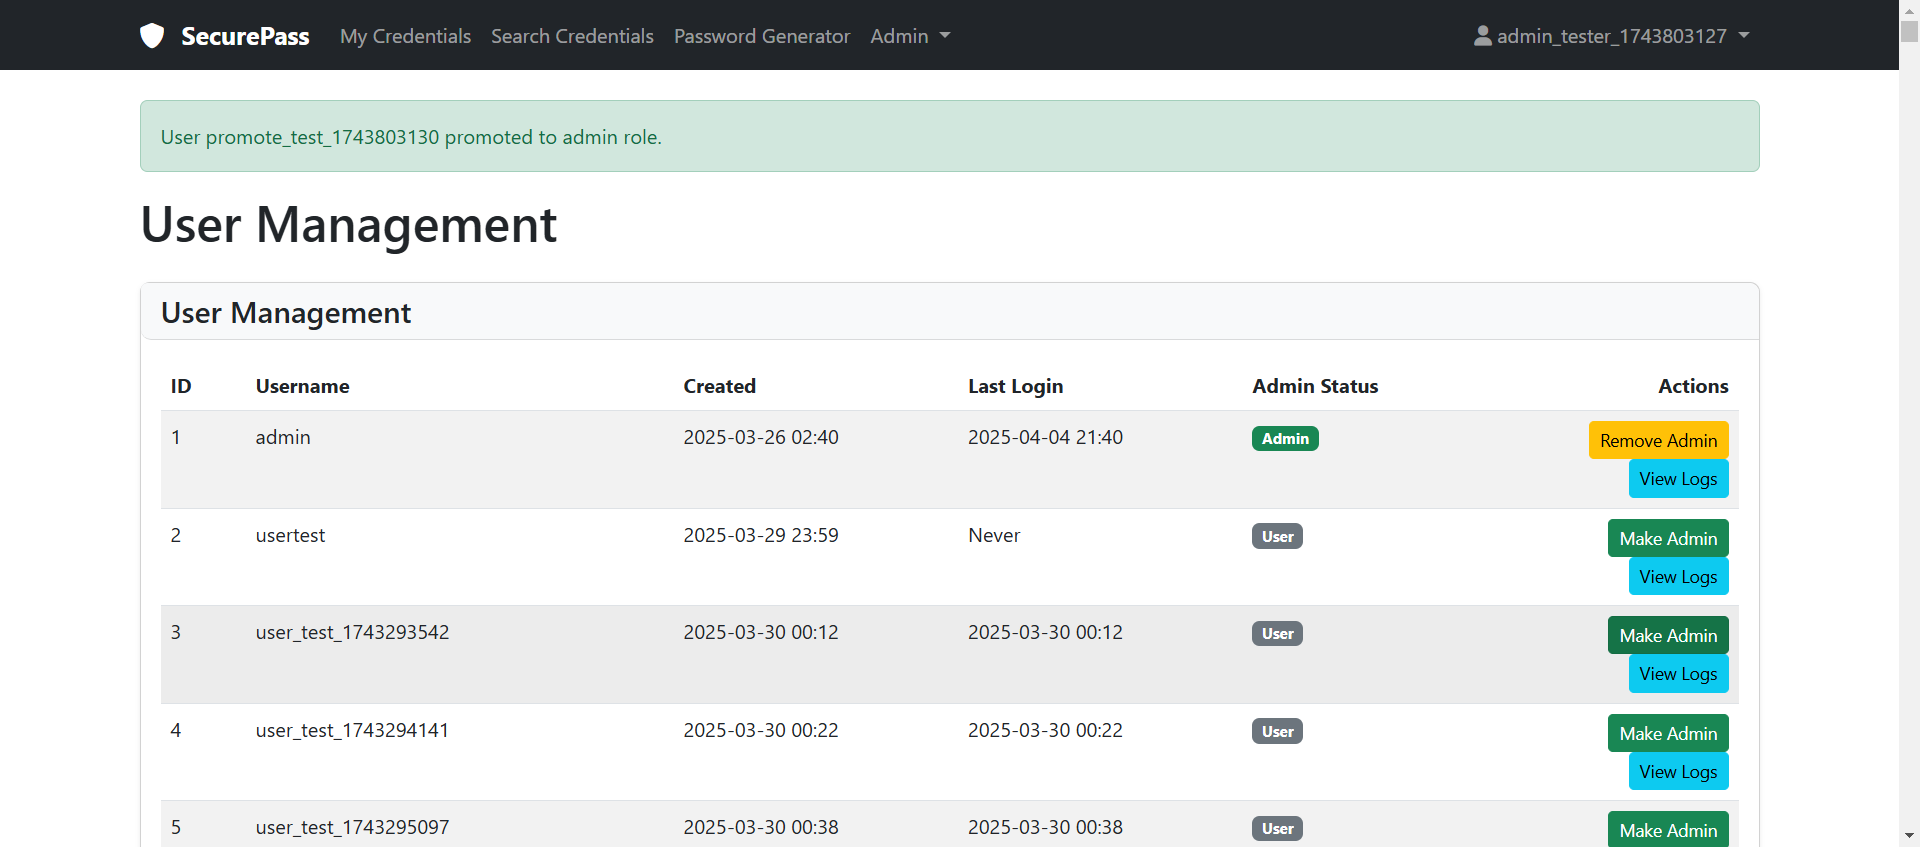 SecurePass My Credentials Search Credentials Password Generator Admin admin_tester_1743803127
User promote_test_1743803130 promoted to admin role.
User Management
User Management
ID Username Created Last Login Admin Status Actions
1 admin 2025-03-26 02:40 2025-04-04 21:40 Admin Remove Admin
View Logs
2 usertest 2025-03-29 23:59 Never User Make Admin
View Logs
3 user_test_1743293542 2025-03-30 00:12 2025-03-30 00:12 User Make Admin
View Logs
4 user_test_1743294141 2025-03-30 00:22 2025-03-30 00:22 User Make Admin
View Logs
5 user_test_1743295097 2025-03-30 00:38 2025-03-30 00:38 User Make Admin